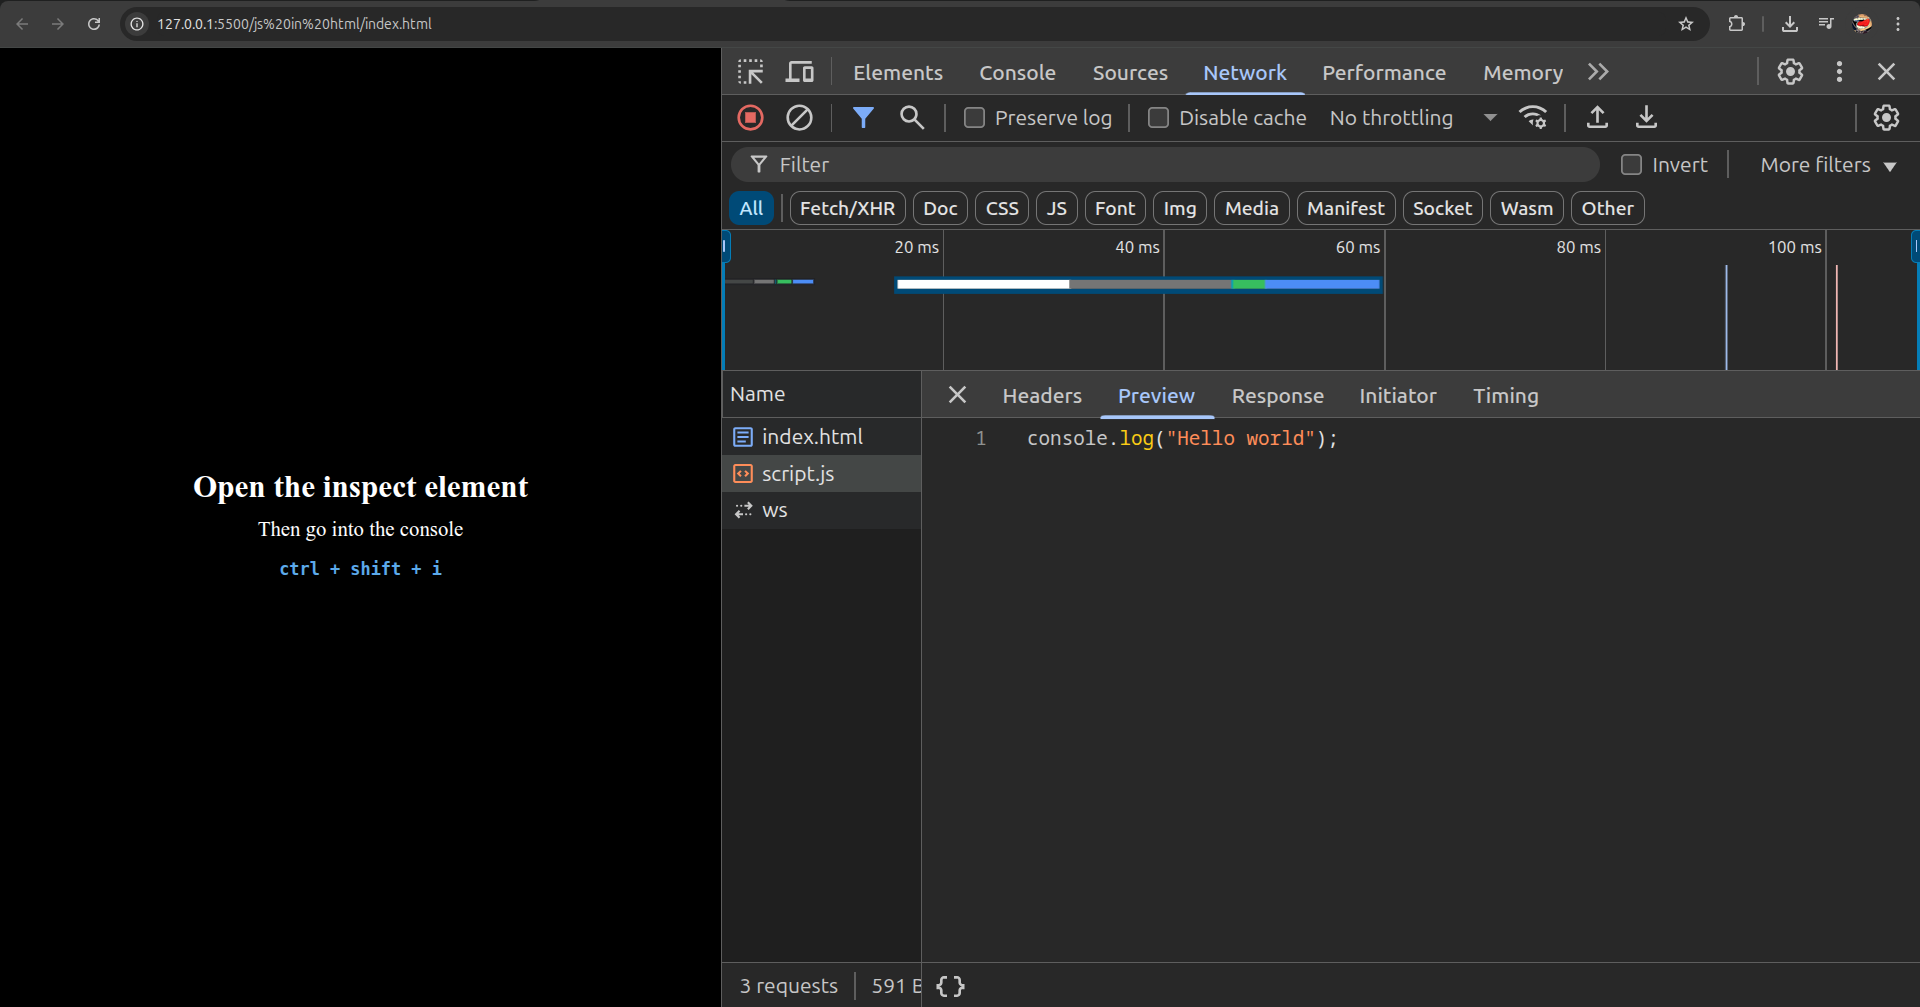 127.0.0.1:5500/js%20in%20html/index.html
Open the inspect element
Then go into the console
ctrl + shift + i
Elements Console Sources Network Performance Memory
Preserve log Disable cache No throttling
Filter Invert More filters
All Fetch/XHR Doc CSS JS Font Img Media Manifest Socket Wasm Other
20 ms 40 ms 60 ms 80 ms 100 ms
Name
index.html
script.js
ws
Headers Preview Response Initiator Timing
1 console.log("Hello world");
3 requests 591 B { }